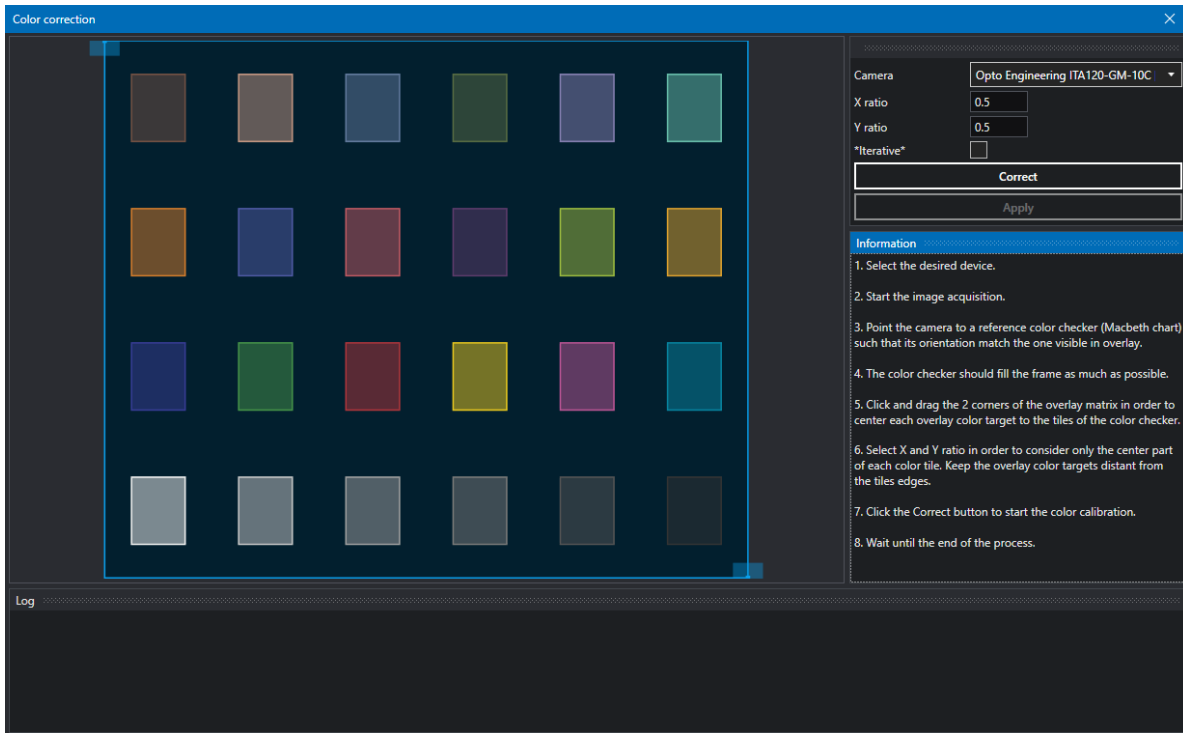 Color correction
Camera
Opto Engineering ITA120-GM-10C
X ratio
0.5
Y ratio
0.5
*Iterative*
Correct
Apply
Information
1. Select the desired device.
2. Start the image acquisition.
3. Point the camera to a reference color checker (Macbeth chart)
such that its orientation match the one visible in overlay.
4. The color checker should fill the frame as much as possible.
5. Click and drag the 2 corners of the overlay matrix in order to
center each overlay color target to the tiles of the color checker.
6. Select X and Y ratio in order to consider only the center part
of each color tile. Keep the overlay color targets distant from
the tiles edges.
7. Click the Correct button to start the color calibration.
8. Wait until the end of the process.
Log